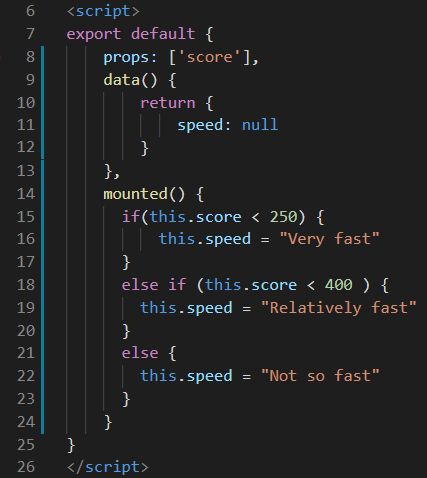 6 <script>
7 export default {
8     props: ['score'],
9     data() {
10         return {
11             speed: null
12         }
13     },
14     mounted() {
15       if(this.score < 250) {
16           this.speed = "Very fast"
17       }
18       else if (this.score < 400 ) {
19         this.speed = "Relatively fast"
20       }
21       else {
22         this.speed = "Not so fast"
23       }
24     }
25 }
26 </script>